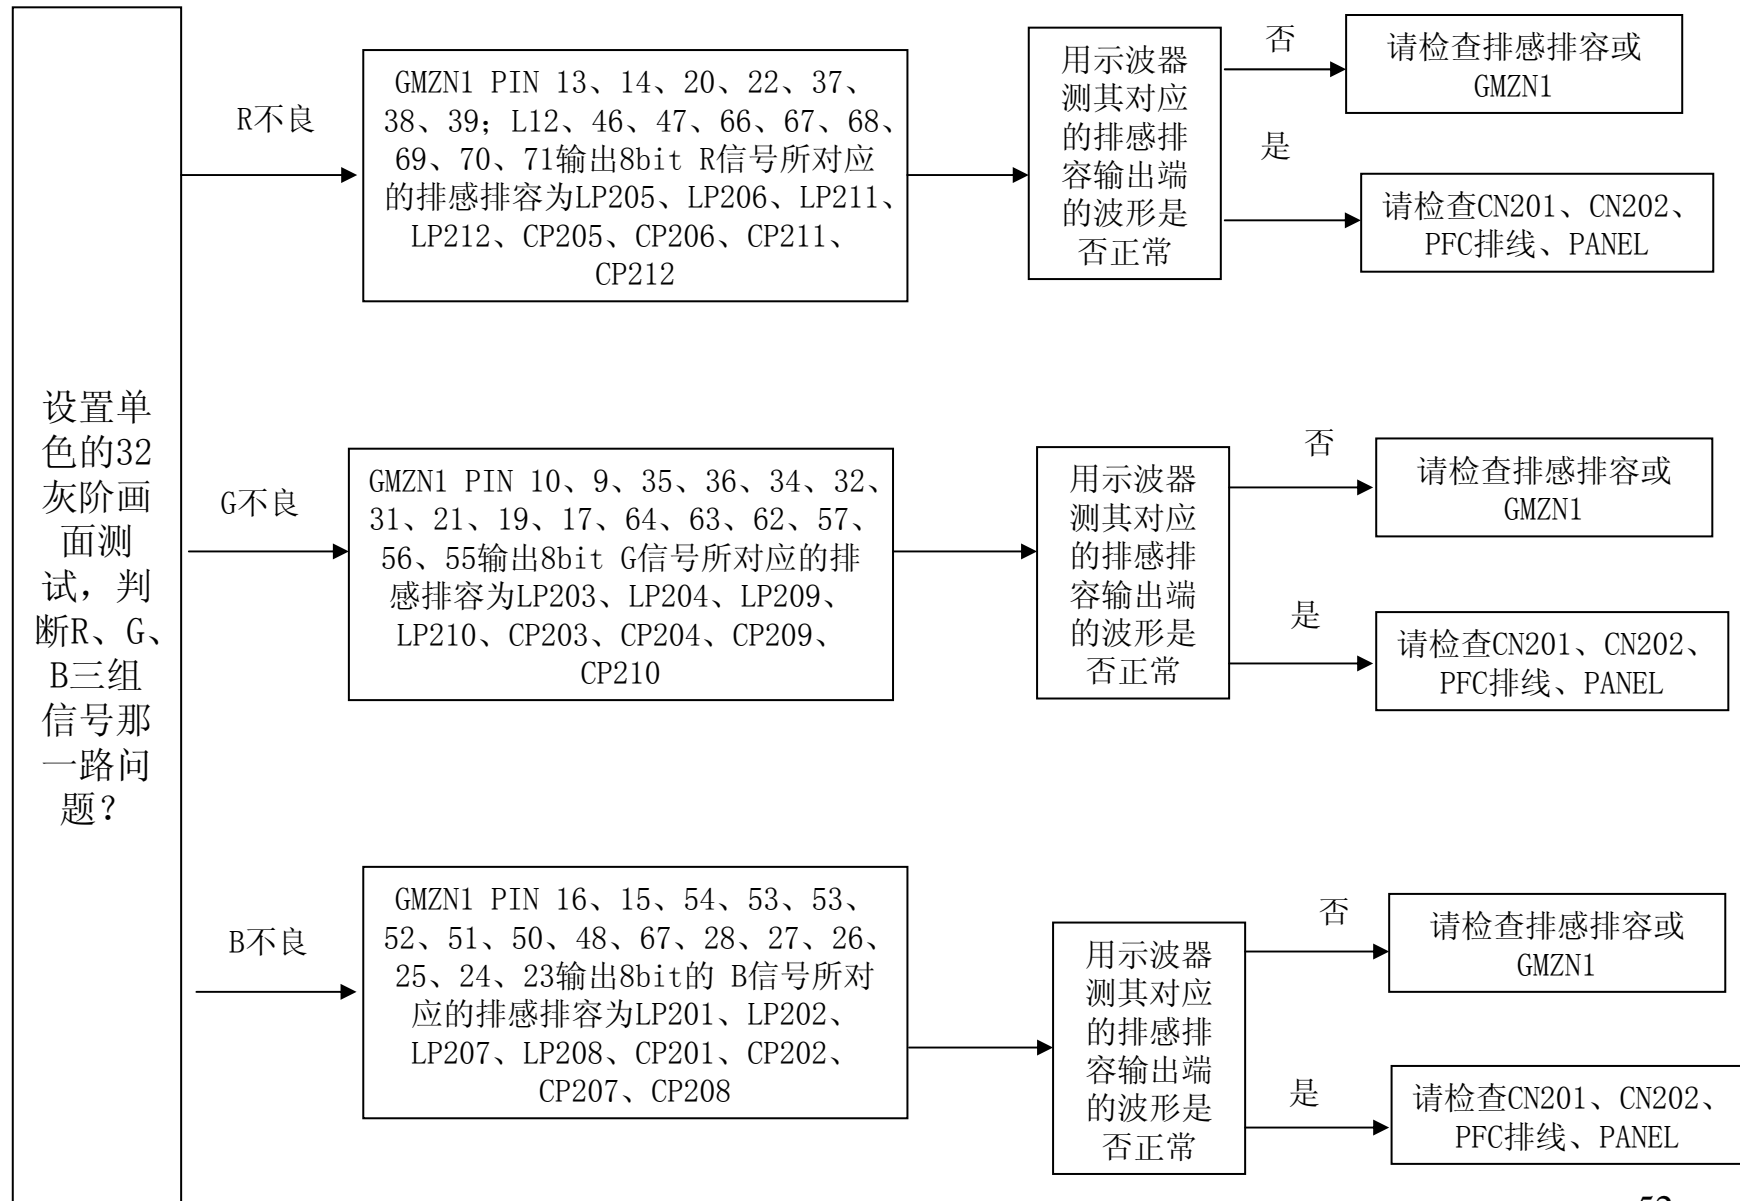 设置单
色的32
灰阶画
面测
试，判
断R、G、
B三组
信号那
一路问
题？
R不良
GMZN1 PIN 13、14、20、22、37、
38、39；L12、46、47、66、67、68、
69、70、71输出8bit R信号所对应
的排感排容为LP205、LP206、LP211、
LP212、CP205、CP206、CP211、
CP212
用示波器
测其对应
的排感排
容输出端
的波形是
否正常
否
请检查排感排容或
GMZN1
是
请检查CN201、CN202、
PFC排线、PANEL
G不良
GMZN1 PIN 10、9、35、36、34、32、
31、21、19、17、64、63、62、57、
56、55输出8bit G信号所对应的排
感排容为LP203、LP204、LP209、
LP210、CP203、CP204、CP209、
CP210
用示波器
测其对应
的排感排
容输出端
的波形是
否正常
否
请检查排感排容或
GMZN1
是
请检查CN201、CN202、
PFC排线、PANEL
B不良
GMZN1 PIN 16、15、54、53、53、
52、51、50、48、67、28、27、26、
25、24、23输出8bit的 B信号所对
应的排感排容为LP201、LP202、
LP207、LP208、CP201、CP202、
CP207、CP208
用示波器
测其对应
的排感排
容输出端
的波形是
否正常
否
请检查排感排容或
GMZN1
是
请检查CN201、CN202、
PFC排线、PANEL